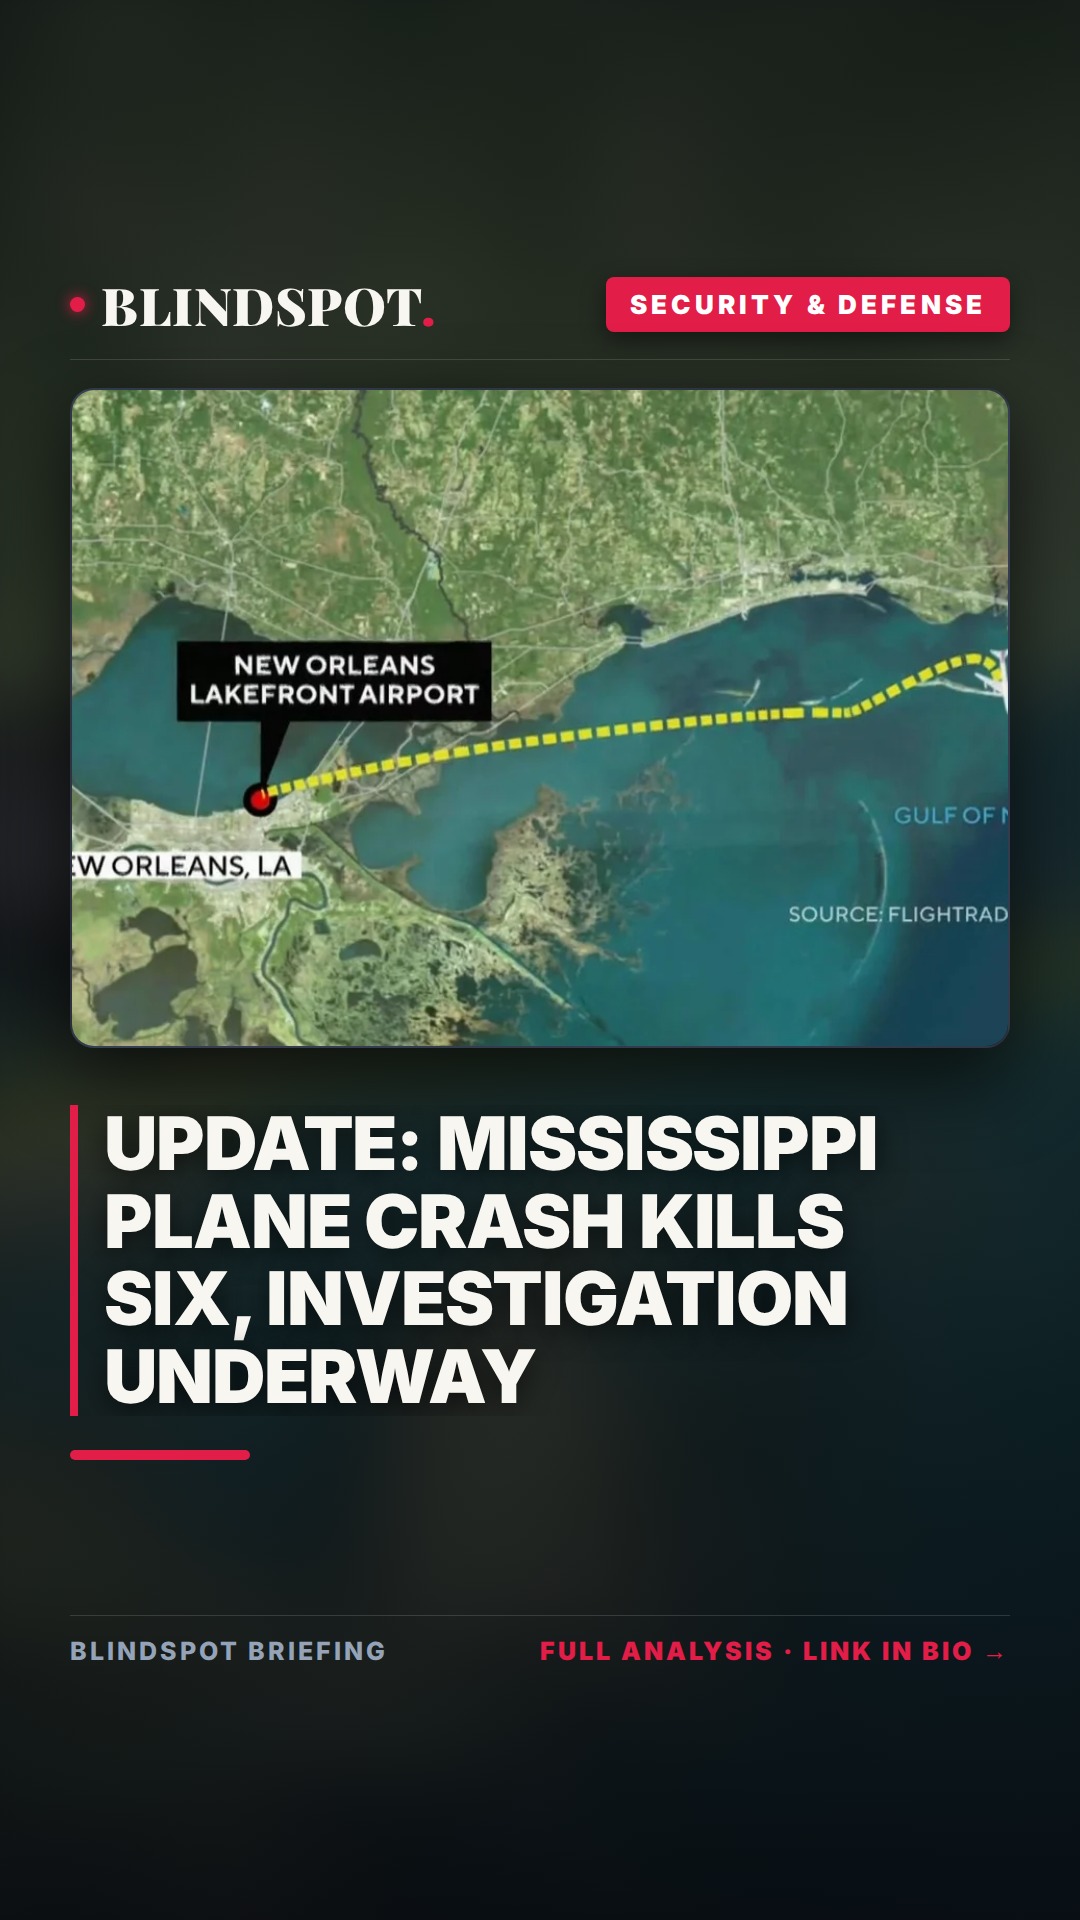 BLINDSPOT.
SECURITY & DEFENSE
NEW ORLEANS
LAKEFRONT AIRPORT
EW ORLEANS, LA
GULF OF
SOURCE: FLIGHTRAD
UPDATE: MISSISSIPPI
PLANE CRASH KILLS
SIX, INVESTIGATION
UNDERWAY
BLINDSPOT BRIEFING
FULL ANALYSIS · LINK IN BIO →